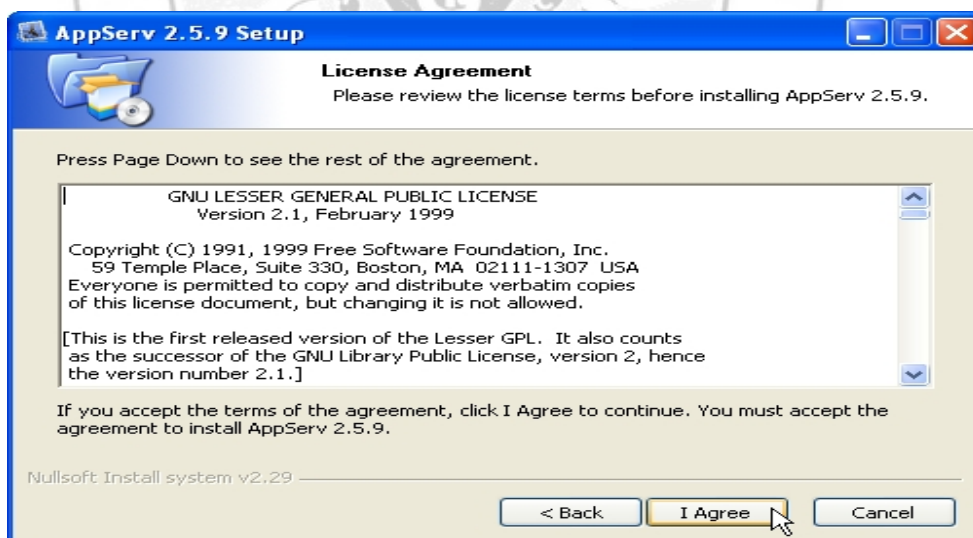 AppServ 2.5.9 Setup
License Agreement
Please review the license terms before installing AppServ 2.5.9.
Press Page Down to see the rest of the agreement.
GNU LESSER GENERAL PUBLIC LICENSE
Version 2.1, February 1999
Copyright (C) 1991, 1999 Free Software Foundation, Inc.
59 Temple Place, Suite 330, Boston, MA 02111-1307 USA
Everyone is permitted to copy and distribute verbatim copies
of this license document, but changing it is not allowed.
[This is the first released version of the Lesser GPL. It also counts
as the successor of the GNU Library Public License, version 2, hence
the version number 2.1.]
If you accept the terms of the agreement, click I Agree to continue. You must accept the
agreement to install AppServ 2.5.9.
Nullsoft Install system v2.29
< Back
I Agree
Cancel